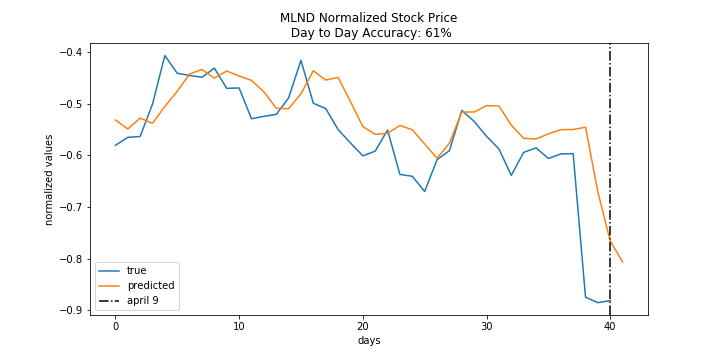 MLND Normalized Stock Price
Day to Day Accuracy: 61%
−0.4
−0.5
−0.6
−0.7
−0.8
−0.9
normalized values
true
predicted
april 9
0
10
20
30
40
days